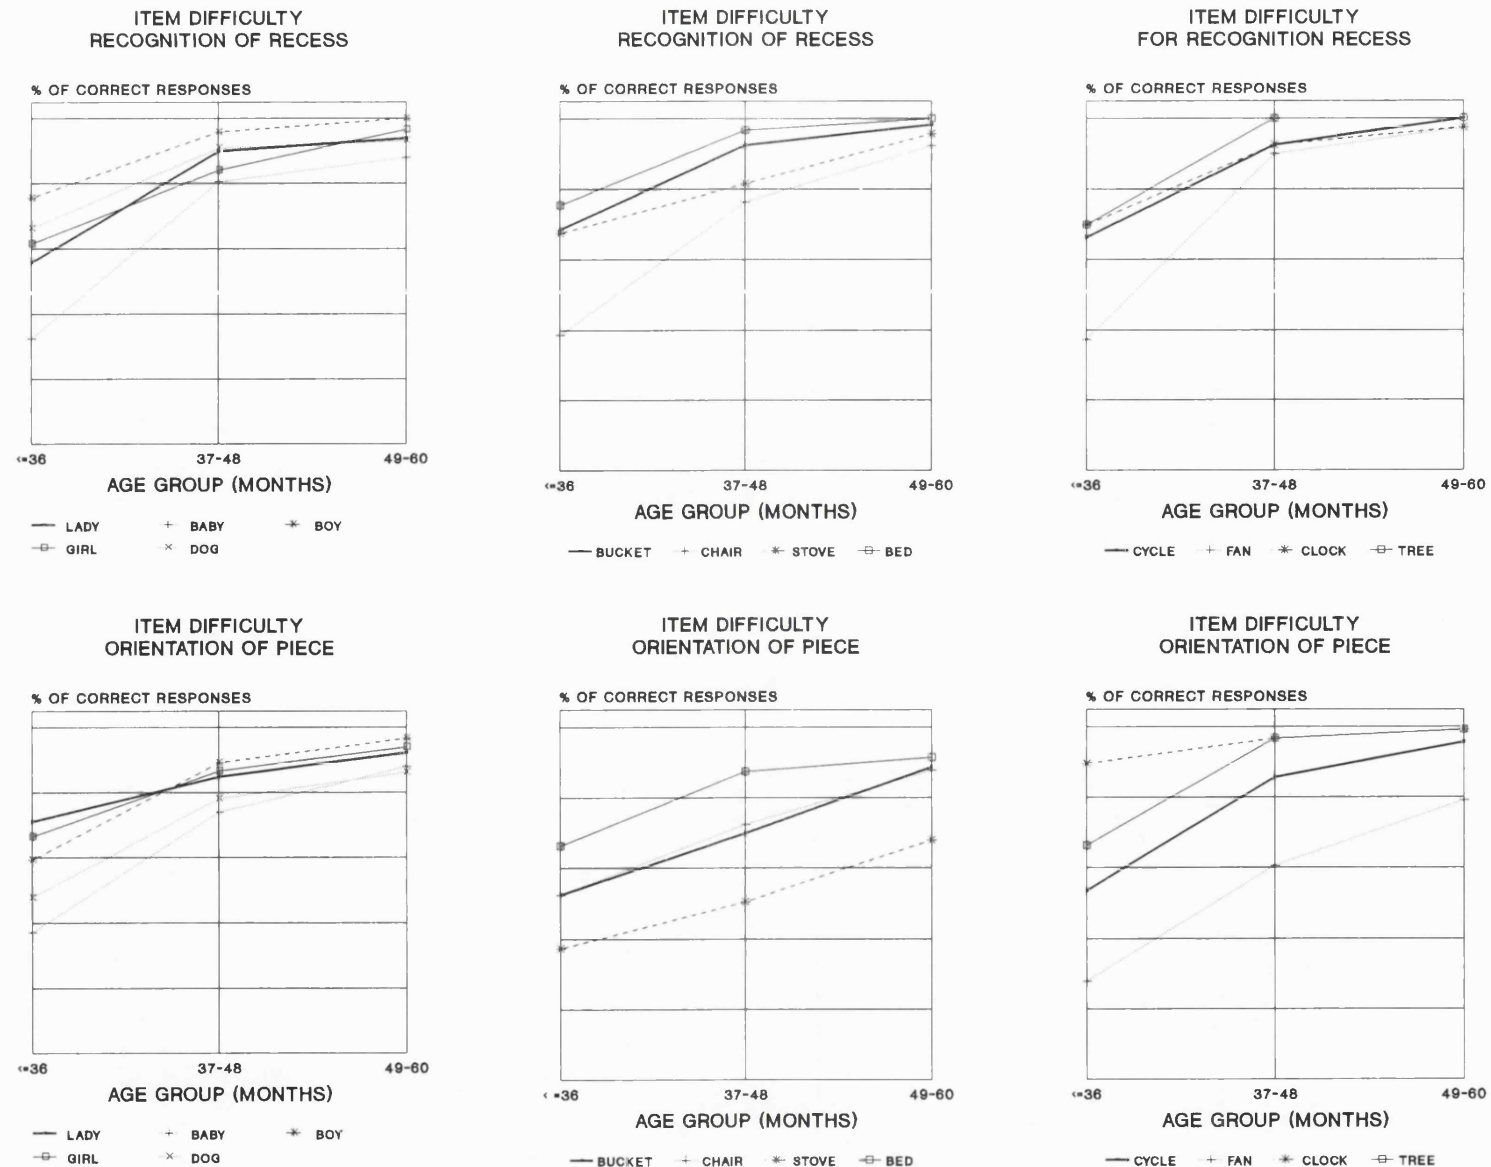 ITEM DIFFICULTY
RECOGNITION OF RECESS
% OF CORRECT RESPONSES
<=36 37-48 49-60
AGE GROUP (MONTHS)
LADY BABY BOY
GIRL DOG
ITEM DIFFICULTY
RECOGNITION OF RECESS
% OF CORRECT RESPONSES
<=36 37-48 49-60
AGE GROUP (MONTHS)
BUCKET CHAIR STOVE BED
ITEM DIFFICULTY
FOR RECOGNITION RECESS
% OF CORRECT RESPONSES
<=36 37-48 49-60
AGE GROUP (MONTHS)
CYCLE FAN CLOCK TREE
ITEM DIFFICULTY
ORIENTATION OF PIECE
% OF CORRECT RESPONSES
<=36 37-48 49-60
AGE GROUP (MONTHS)
LADY BABY BOY
GIRL DOG
ITEM DIFFICULTY
ORIENTATION OF PIECE
% OF CORRECT RESPONSES
<=36 37-48 49-60
AGE GROUP (MONTHS)
BUCKET CHAIR STOVE BED
ITEM DIFFICULTY
ORIENTATION OF PIECE
% OF CORRECT RESPONSES
<=36 37-48 49-60
AGE GROUP (MONTHS)
CYCLE FAN CLOCK TREE